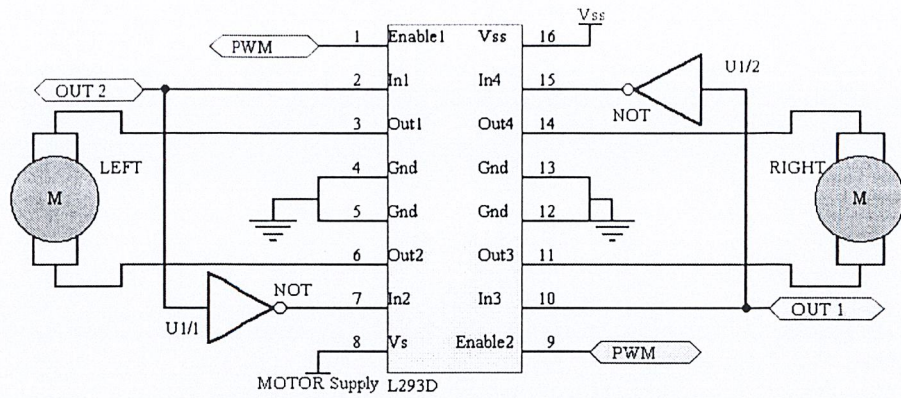 Vss
PWM 1 Enable1 Vss 16
OUT 2 2 In1 In4 15 U1/2
NOT
3 Out1 Out4 14
LEFT 4 Gnd Gnd 13 RIGHT
M M
5 Gnd Gnd 12
6 Out2 Out3 11
NOT
7 In2 In3 10
U1/1 OUT 1
8 Vs Enable2 9 PWM
MOTOR Supply L293D